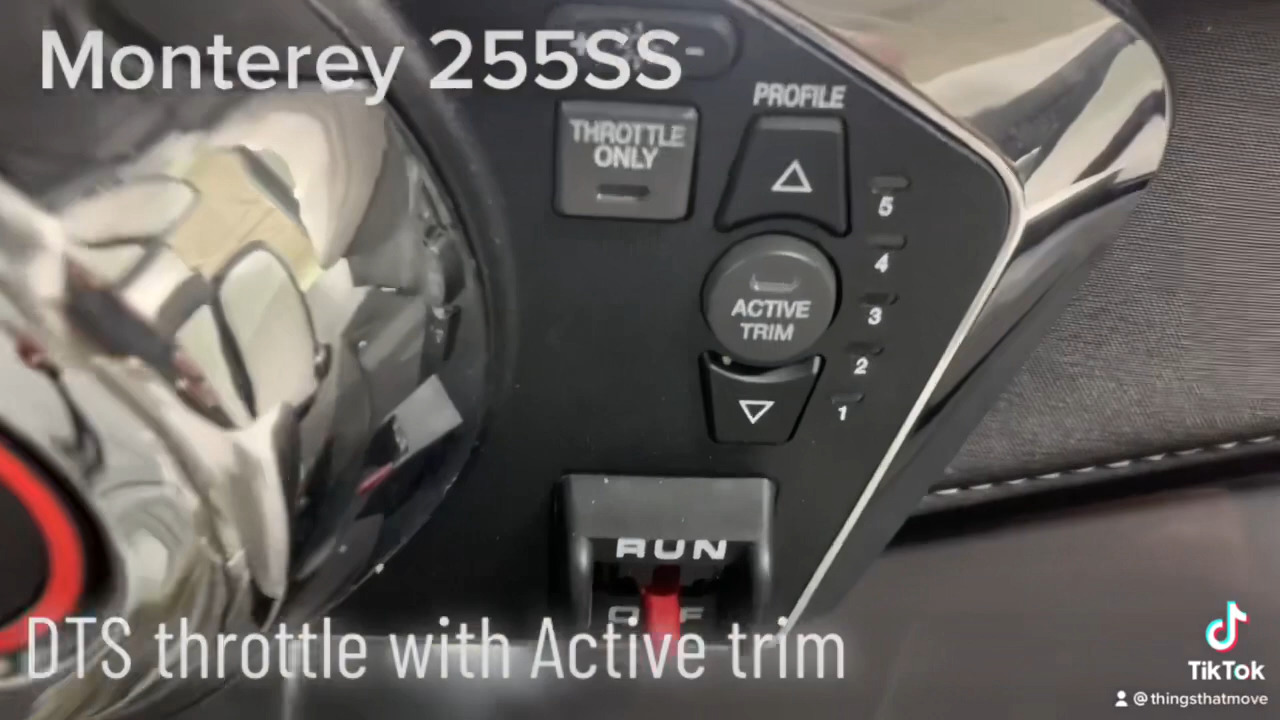 Monterey 255SS
+ -
PROFILE
THROTTLE
ONLY
5
4
ACTIVE
TRIM
3
2
1
RUN
OFF
DTS throttle with Active trim
TikTok
@thingsthatmove